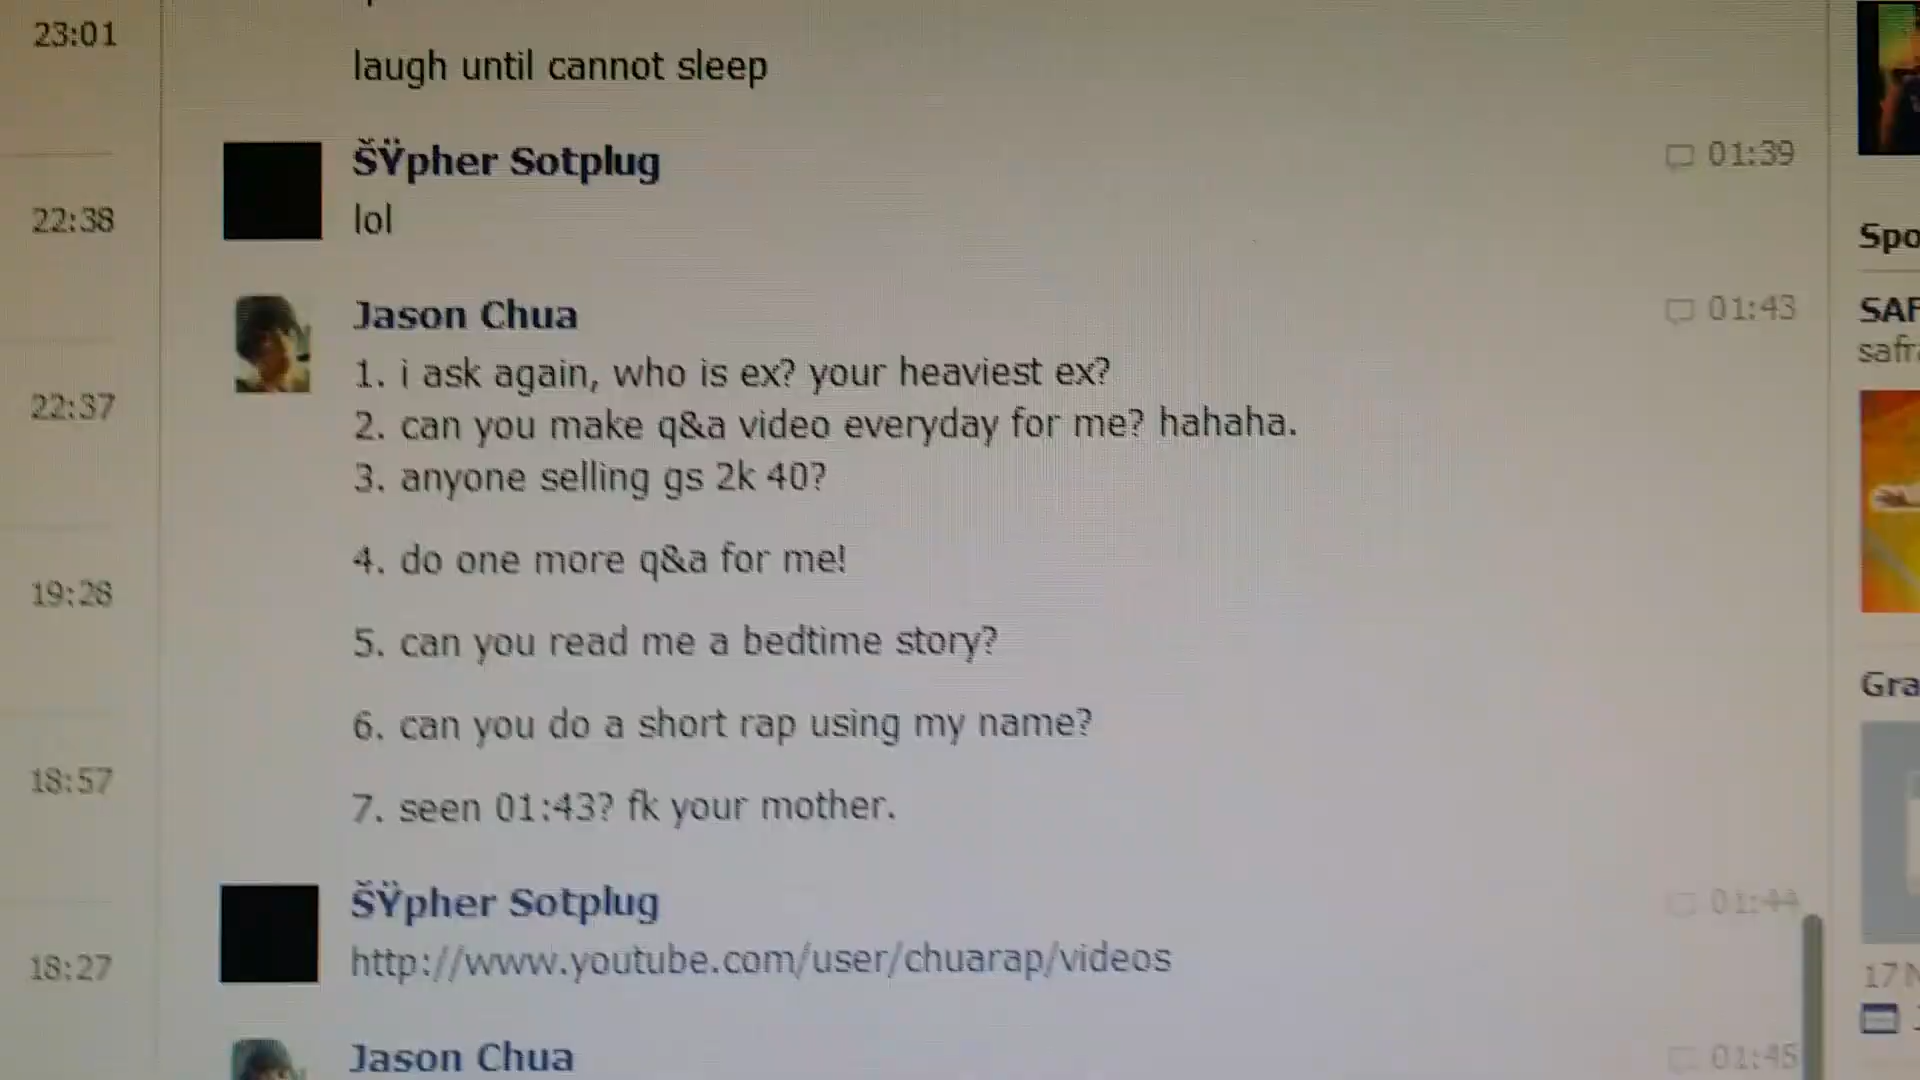 23:01
laugh until cannot sleep
ŠŸpher Sotplug
01:39
lol
22:38
Spo
Jason Chua
01:43
SAF
safra
1. i ask again, who is ex? your heaviest ex?
22:37
2. can you make q&a video everyday for me? hahaha.
3. anyone selling gs 2k 40?
4. do one more q&a for me!
19:28
5. can you read me a bedtime story?
Gra
6. can you do a short rap using my name?
18:57
7. seen 01:43? fk your mother.
ŠŸpher Sotplug
01:44
http://www.youtube.com/user/chuarap/videos
18:27
17 N
Jason Chua
01:45